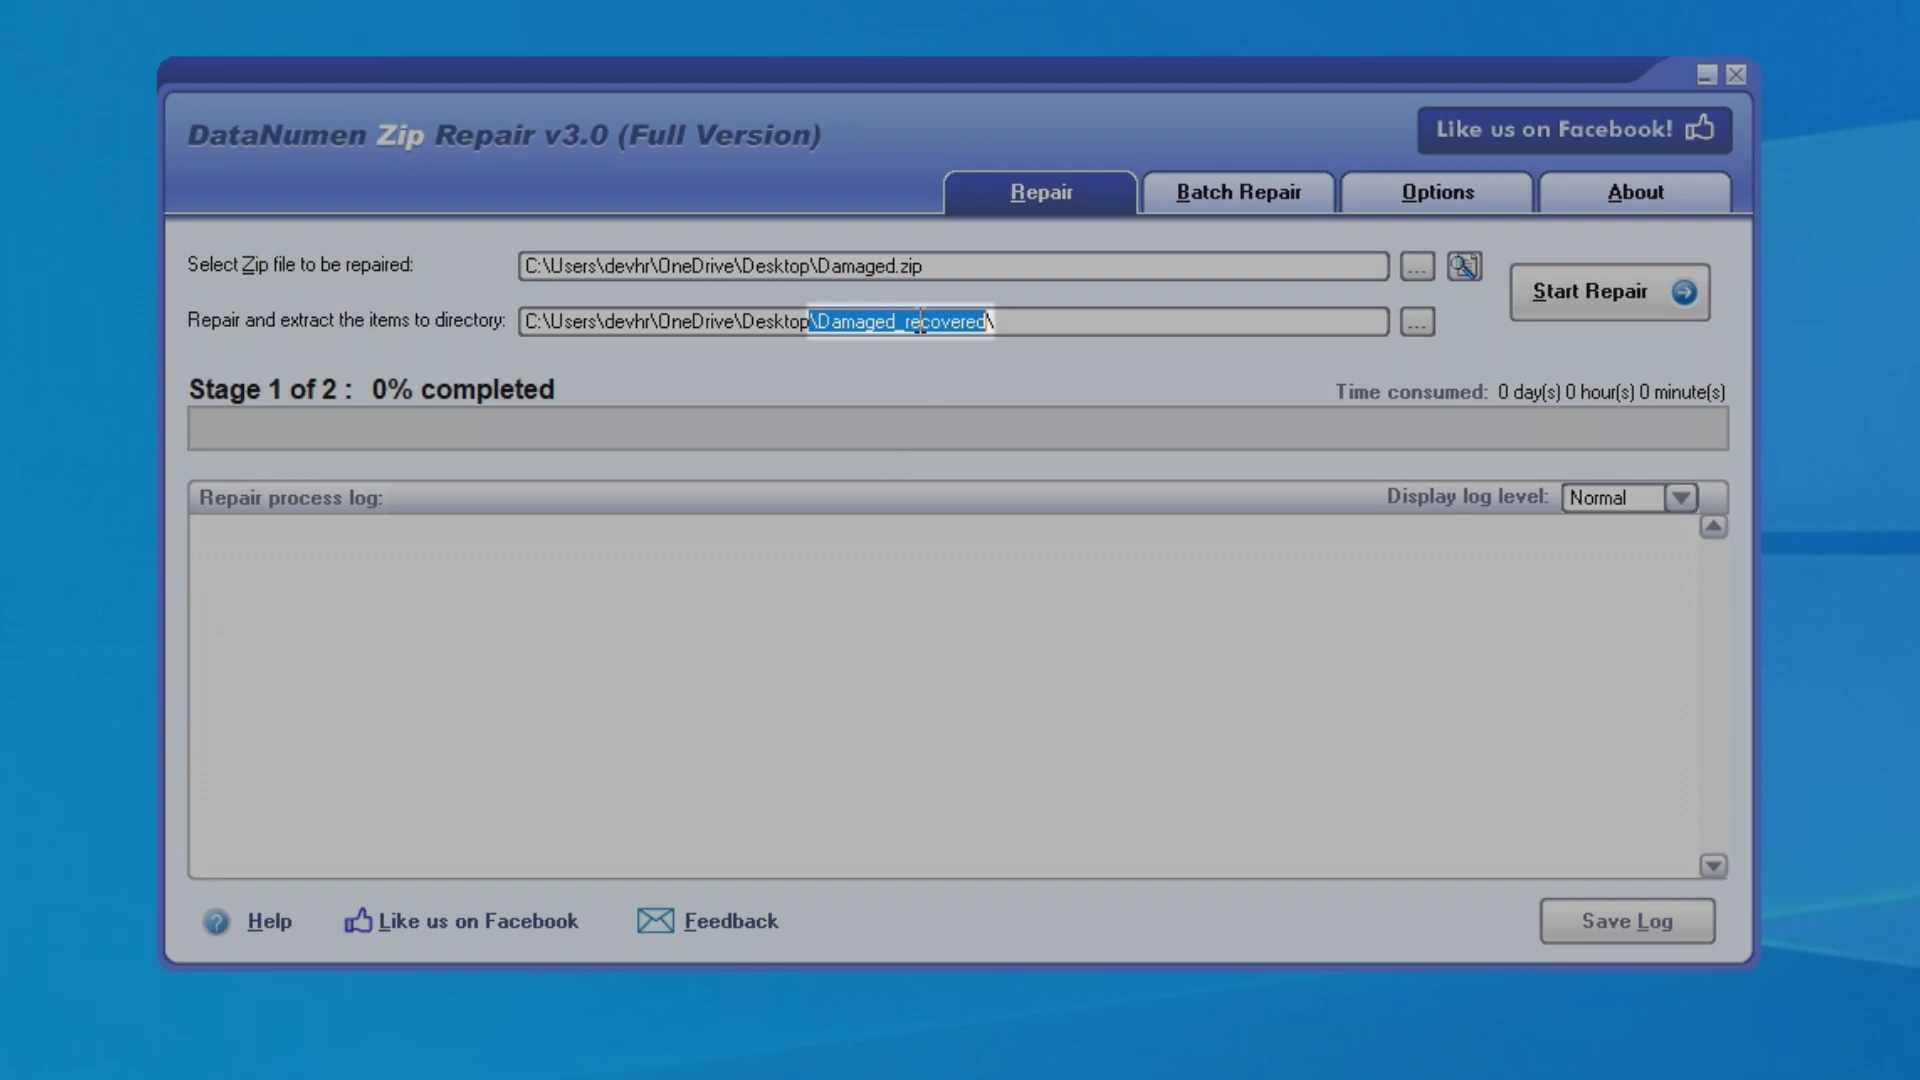 DataNumen Zip Repair v3.0 (Full Version)
Like us on Facebook!
Repair
Batch Repair
Options
About
Select Zip file to be repaired:
C:\Users\devhr\OneDrive\Desktop\Damaged.zip
...
Start Repair
Repair and extract the items to directory:
C:\Users\devhr\OneDrive\Desktop\Damaged_recovered\
...
Stage 1 of 2 : 0% completed
Time consumed: 0 day(s) 0 hour(s) 0 minute(s)
Repair process log:
Display log level: Normal
Help
Like us on Facebook
Feedback
Save Log